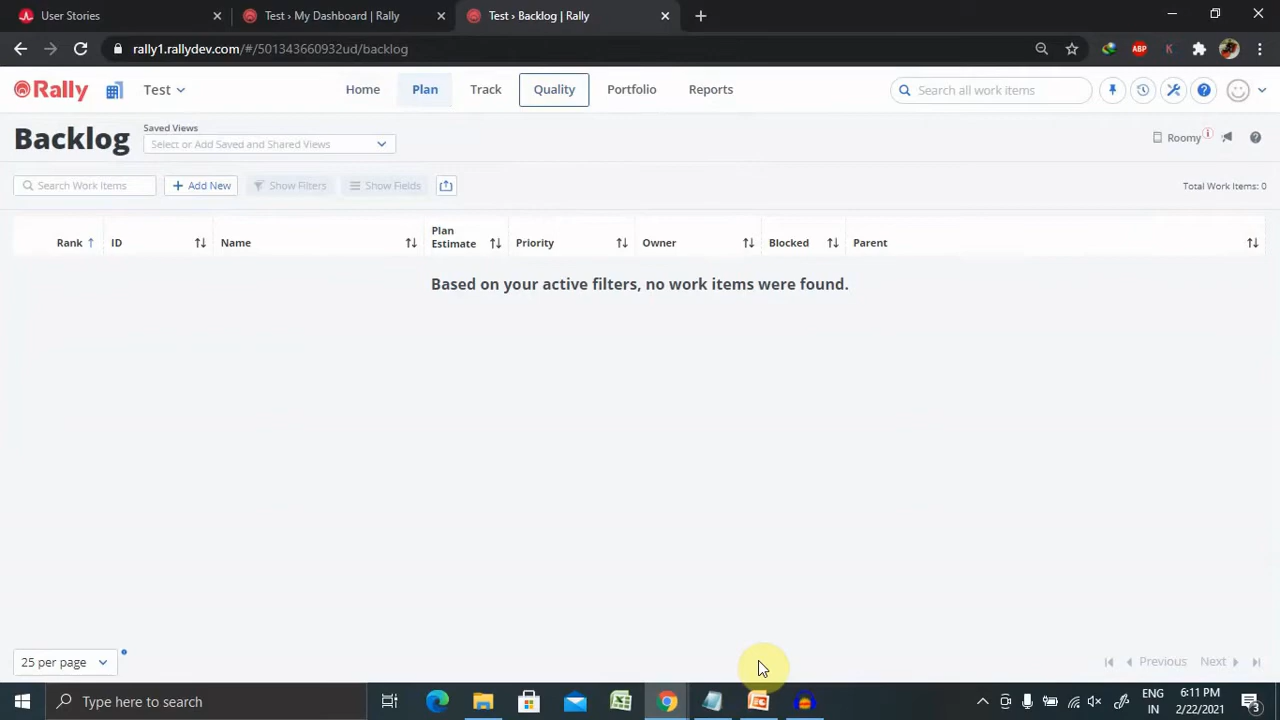 User Stories
Test › My Dashboard | Rally
Test › Backlog | Rally
rally1.rallydev.com/#/501343660932ud/backlog
ABP
K
Rally
Test
Home
Plan
Track
Quality
Portfolio
Reports
Search all work items
Backlog
Saved Views
Select or Add Saved and Shared Views
Roomy
Search Work Items
Add New
Show Filters
Show Fields
Total Work Items: 0
Rank
ID
Name
Plan
Estimate
Priority
Owner
Blocked
Parent
Based on your active filters, no work items were found.
25 per page
Previous
Next
Type here to search
ENG
IN
6:11 PM
2/22/2021
3